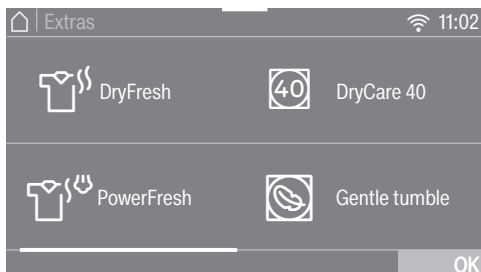 Extras 11:02
DryFresh
40 DryCare 40
PowerFresh
Gentle tumble
OK